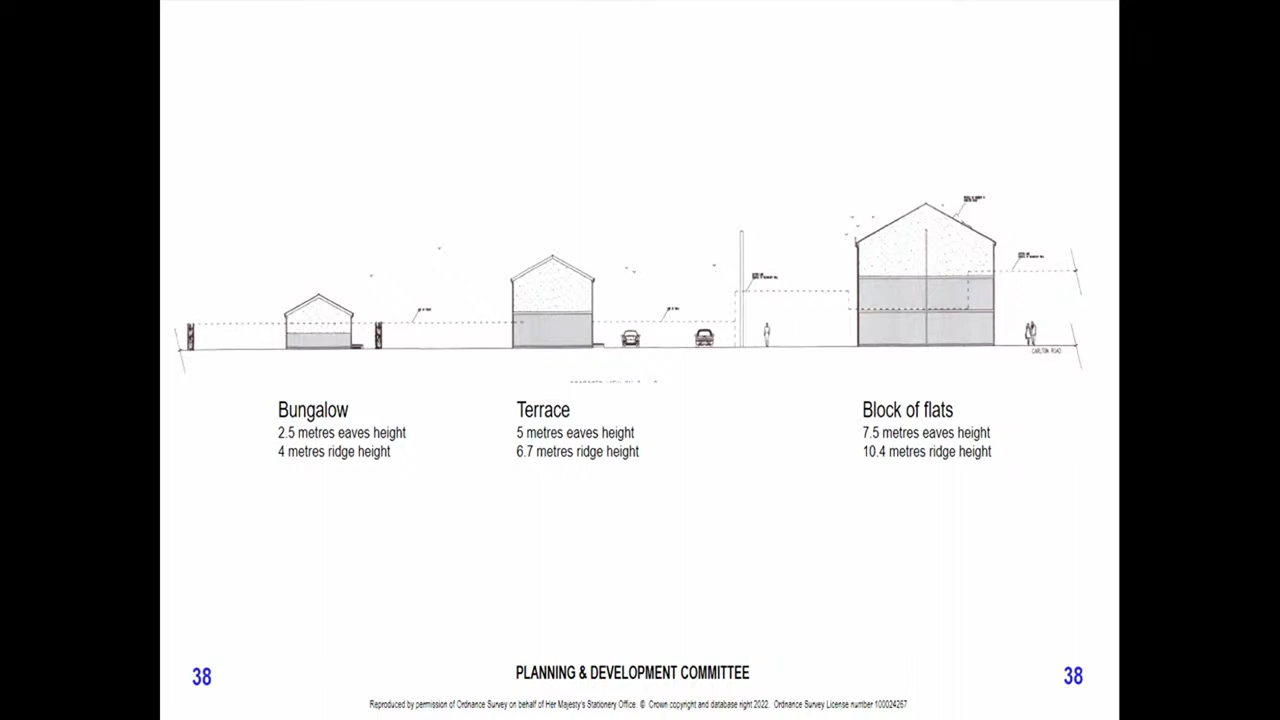 CARLTON ROAD
Bungalow
2.5 metres eaves height
4 metres ridge height
Terrace
5 metres eaves height
6.7 metres ridge height
Block of flats
7.5 metres eaves height
10.4 metres ridge height
38
PLANNING & DEVELOPMENT COMMITTEE
38
Reproduced by permission of Ordnance Survey on behalf of Her Majesty's Stationery Office. © Crown copyright and database right 2022. Ordnance Survey License number 100024267